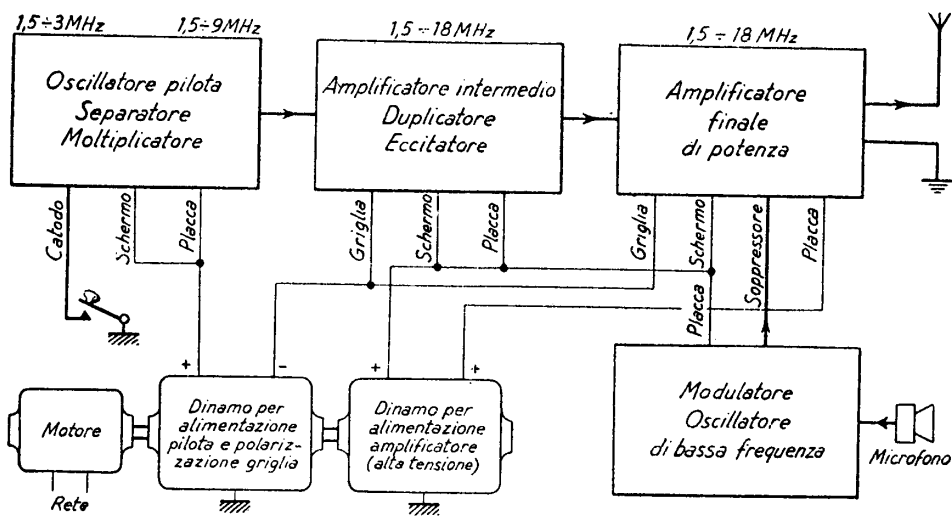 1,5÷3MHz
1,5÷9MHz
1,5÷18MHz
1,5÷18 MHz
Oscillatore pilota
Separatore
Moltiplicatore
Amplificatore intermedio
Duplicatore
Eccitatore
Amplificatore
finale
di potenza
Catodo
Schermo
Placca
Griglia
Schermo
Placca
Griglia
Schermo
Soppressore
Placca
Placca
+
-
+
+
Motore
Rete
Dinamo per
alimentazione
pilota e polariz-
zazione griglia
Dinamo per
alimentazione
amplificatore
(alta tensione)
Modulatore
Oscillatore
di bassa frequenza
Microfono